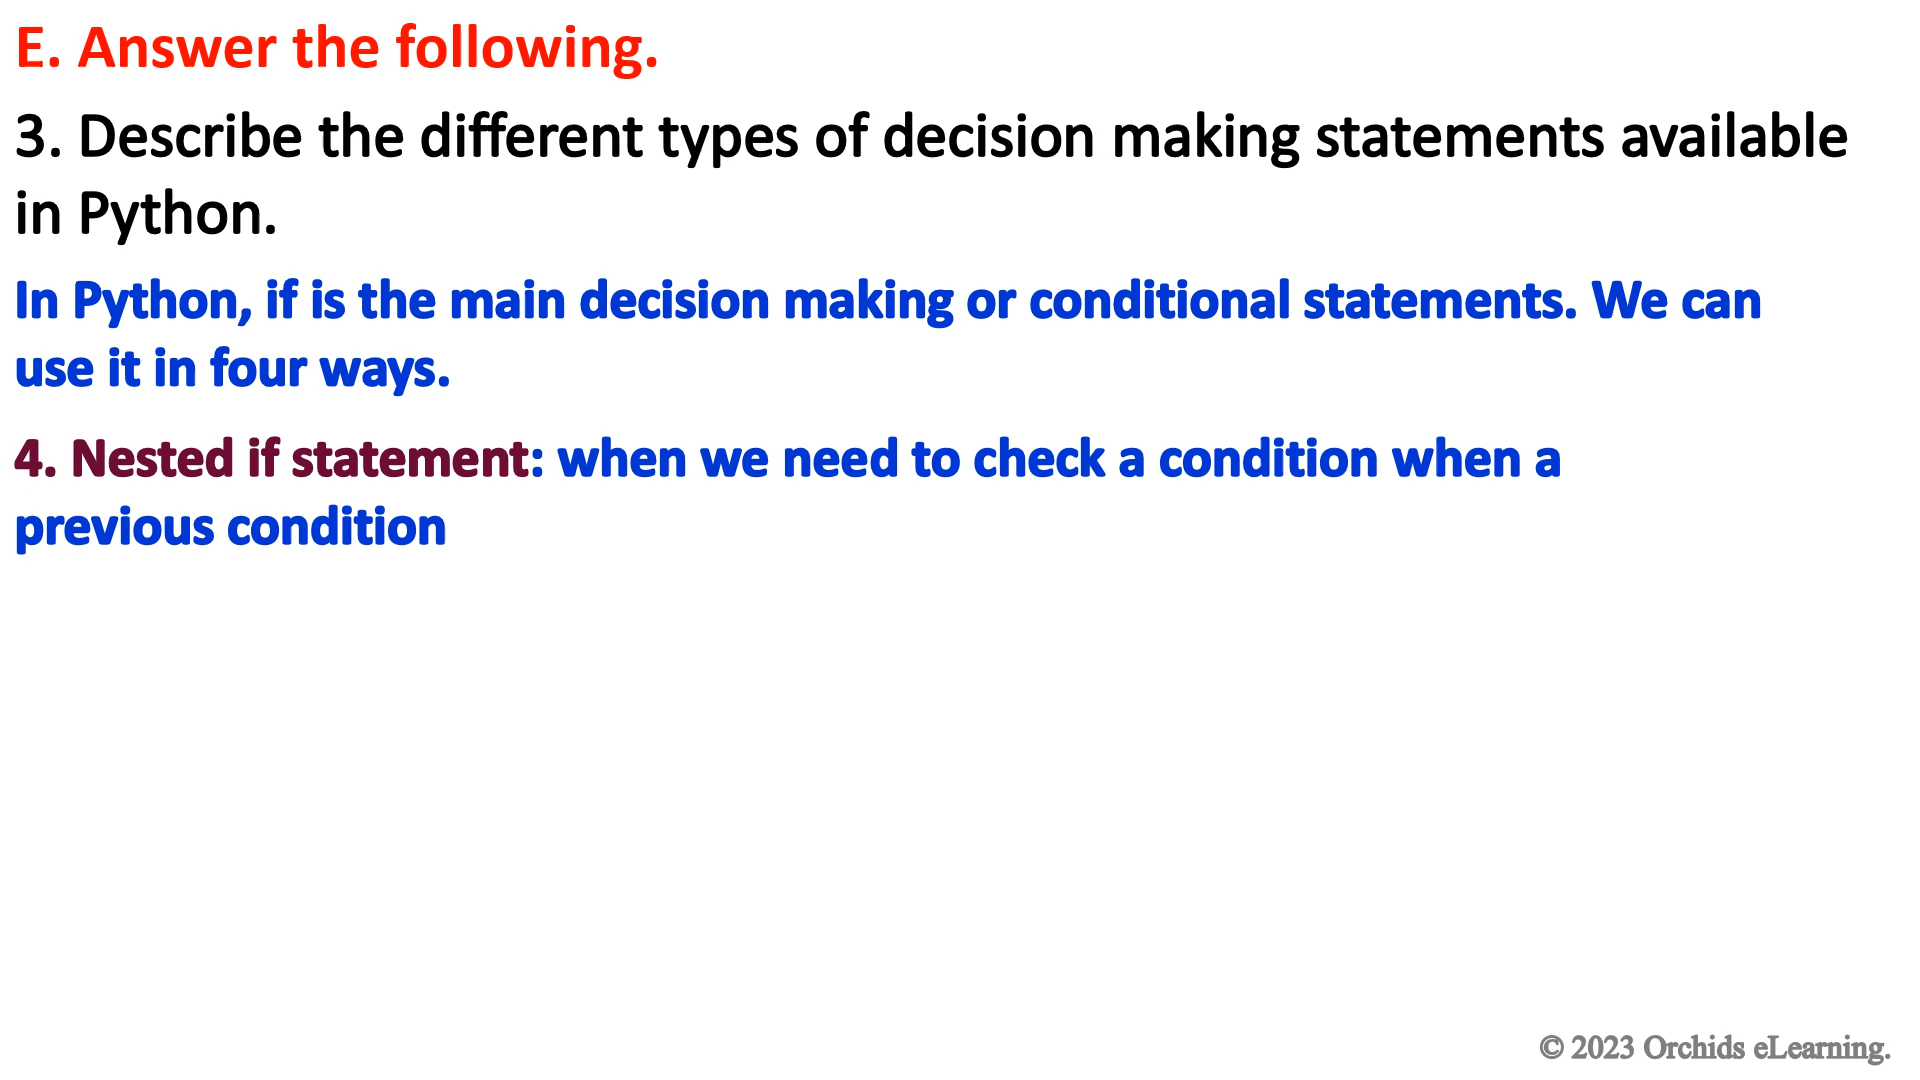 E. Answer the following.
3. Describe the different types of decision making statements available
in Python.
In Python, if is the main decision making or conditional statements. We can
use it in four ways.
4. Nested if statement: when we need to check a condition when a
previous condition
© 2023 Orchids eLearning.